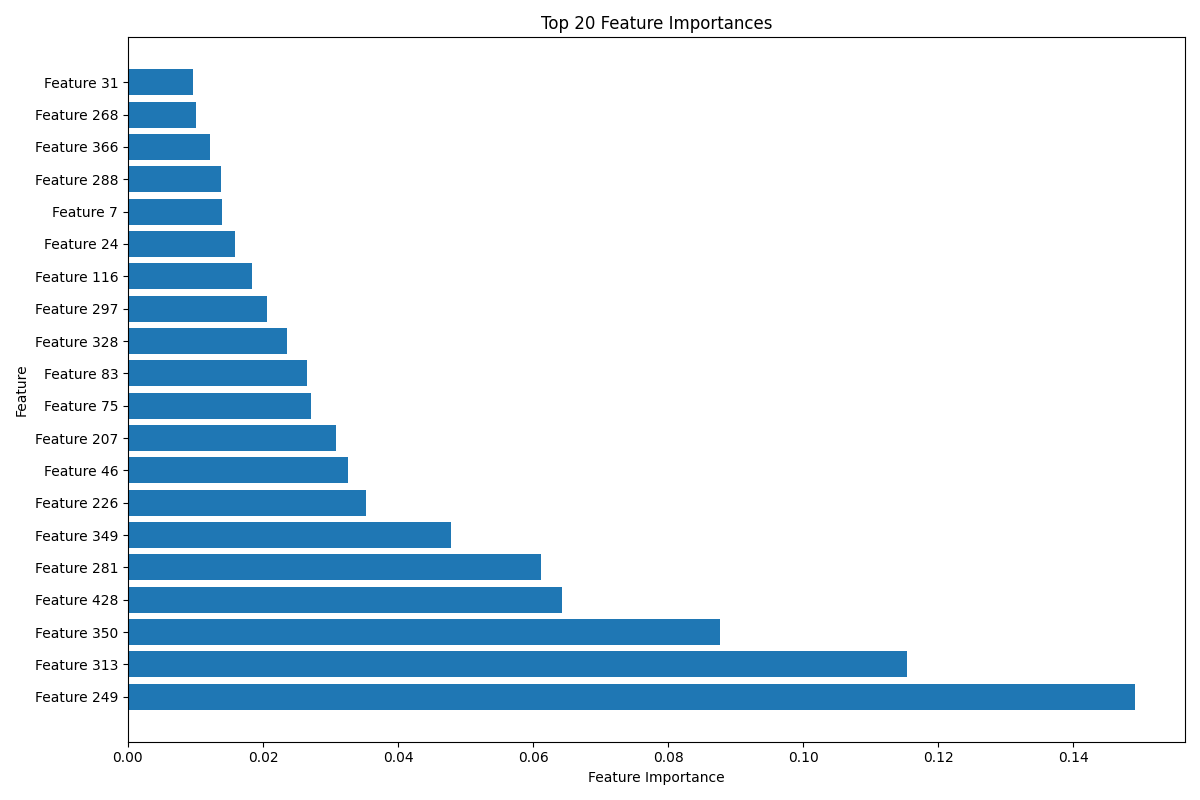 Top 20 Feature Importances
Feature
Feature 31
Feature 268
Feature 366
Feature 288
Feature 7
Feature 24
Feature 116
Feature 297
Feature 328
Feature 83
Feature 75
Feature 207
Feature 46
Feature 226
Feature 349
Feature 281
Feature 428
Feature 350
Feature 313
Feature 249
0.00 0.02 0.04 0.06 0.08 0.10 0.12 0.14
Feature Importance